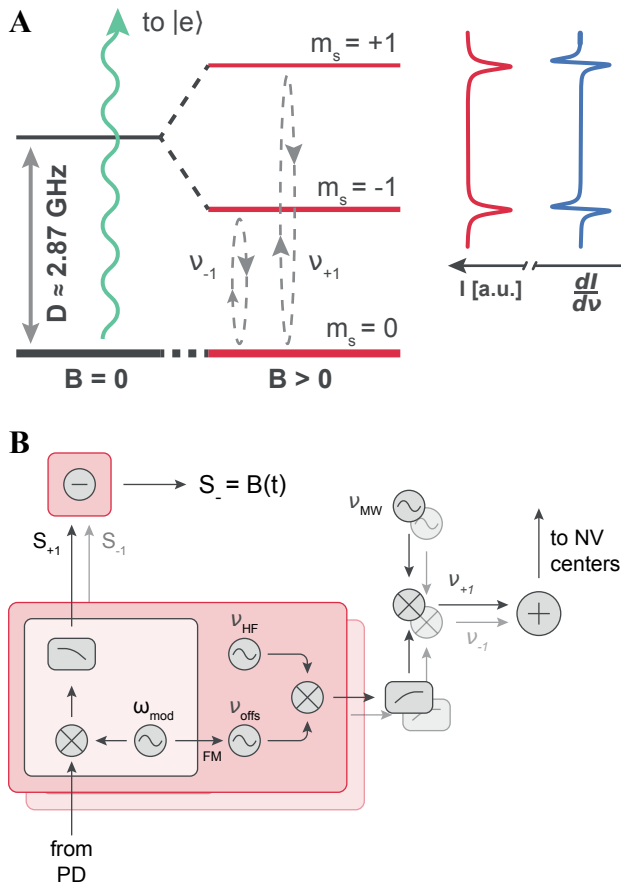 A
to |e⟩
m_s = +1
m_s = -1
D ≈ 2.87 GHz
ν_-1
ν_+1
m_s = 0
B = 0
B > 0
I [a.u.]
dI
dν
B
S_- = B(t)
S_+1
S_-1
ν_MW
to NV
centers
ν_+1
ν_-1
ν_HF
ω_mod
ν_offs
FM
from
PD